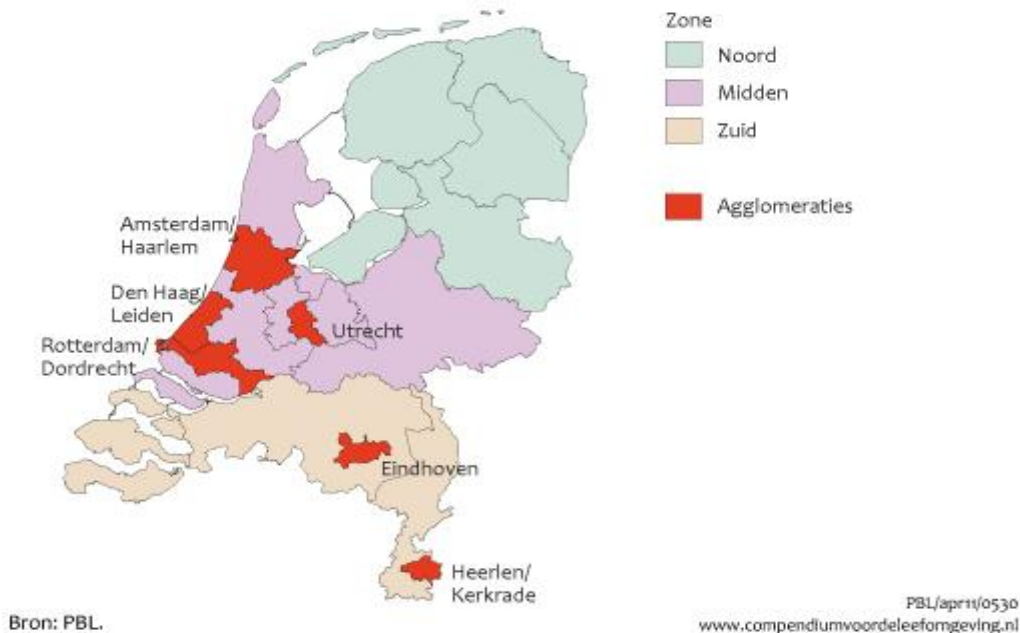 Zone
Noord
Midden
Zuid
Agglomeraties
Amsterdam/
Haarlem
Den Haag/
Leiden
Utrecht
Rotterdam/
Dordrecht
Eindhoven
Heerlen/
Kerkrade
Bron: PBL.
PBL/apr11/0530
www.compendiumvoordeleefomgeving.nl